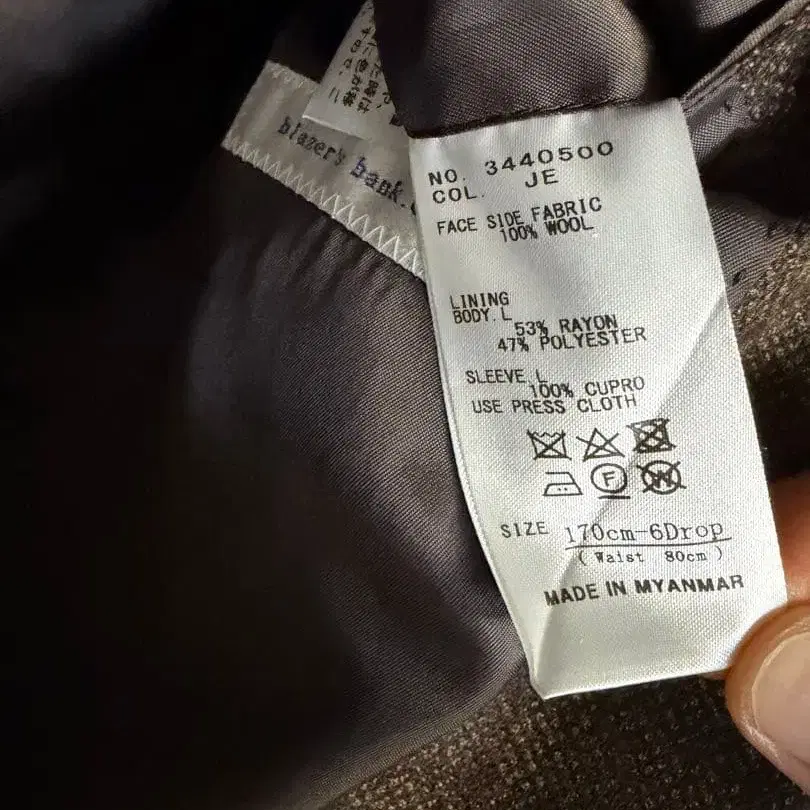 blazer's bank.
NO. 3440500
COL. JE
FACE SIDE FABRIC
100% WOOL
LINING
BODY.L
53% RAYON
47% POLYESTER
SLEEVE.L
100% CUPRO
USE PRESS CLOTH
F
W
SIZE 170cm-6Drop
( Waist 80cm )
MADE IN MYANMAR